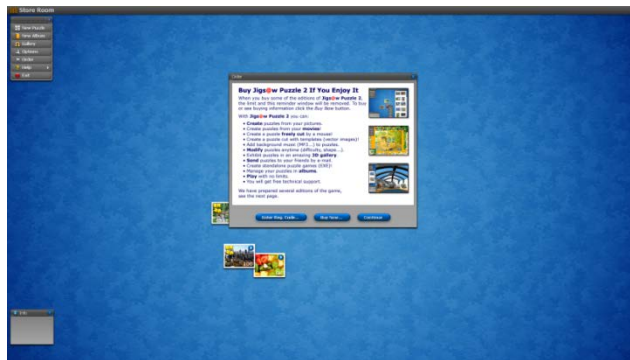 Store Room
New Puzzle
New Album
Gallery
Options
Undo
Help
Exit
Buy Jigs@w Puzzle 2 If You Enjoy It
When you buy some of the editions of Jigs@w Puzzle 2,
the limit and this reminder window will be removed. To buy
or see buying information click the Buy Now button.
With Jigs@w Puzzle 2 you can:
• Create puzzles from your pictures.
• Create puzzles from your movies!
• Create a puzzle freely cut by a mouse!
• Create a puzzle cut with templates (vector images)!
• Add background music (MP3...) to puzzles.
• Modify puzzles anytime (difficulty, shape...).
• Exhibit puzzles in an amazing 3D gallery.
• Send puzzles to your friends by e-mail.
• Create standalone puzzle games (EXE)!
• Manage your puzzles in albums.
• Play with no limits.
• You will get free technical support.
We have prepared several editions of the game,
see the next page.
Enter Reg. Code...
Buy Now...
Continue